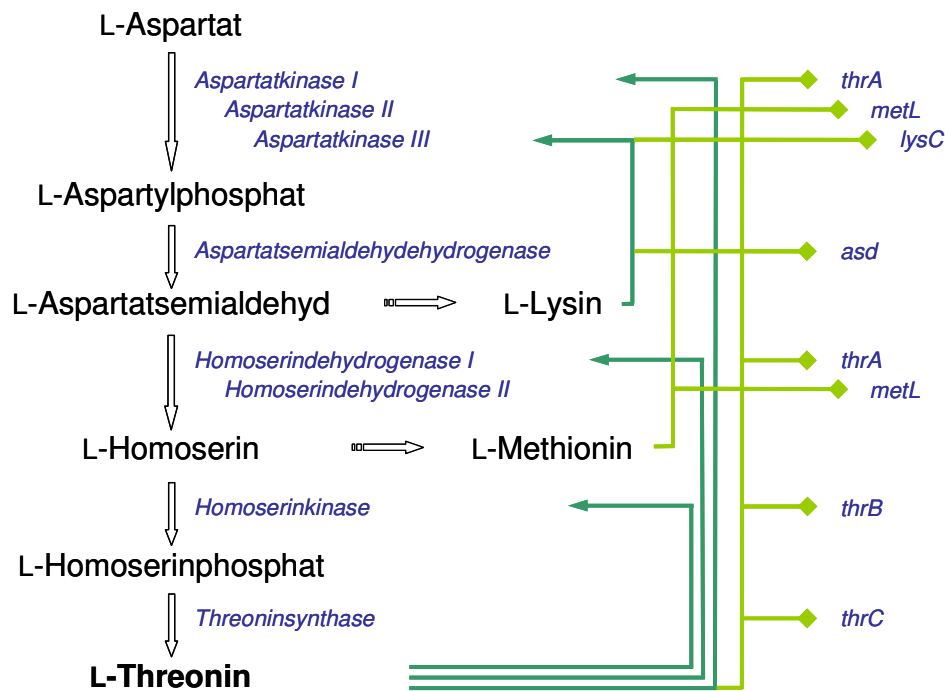 L-Aspartat
Aspartatkinase I
thrA
Aspartatkinase II
metL
Aspartatkinase III
lysC
L-Aspartylphosphat
Aspartatsemialdehydehydrogenase
asd
L-Aspartatsemialdehyd
L-Lysin
Homoserindehydrogenase I
thrA
Homoserindehydrogenase II
metL
L-Homoserin
L-Methionin
Homoserinkinase
thrB
L-Homoserinphosphat
Threoninsynthase
thrC
L-Threonin